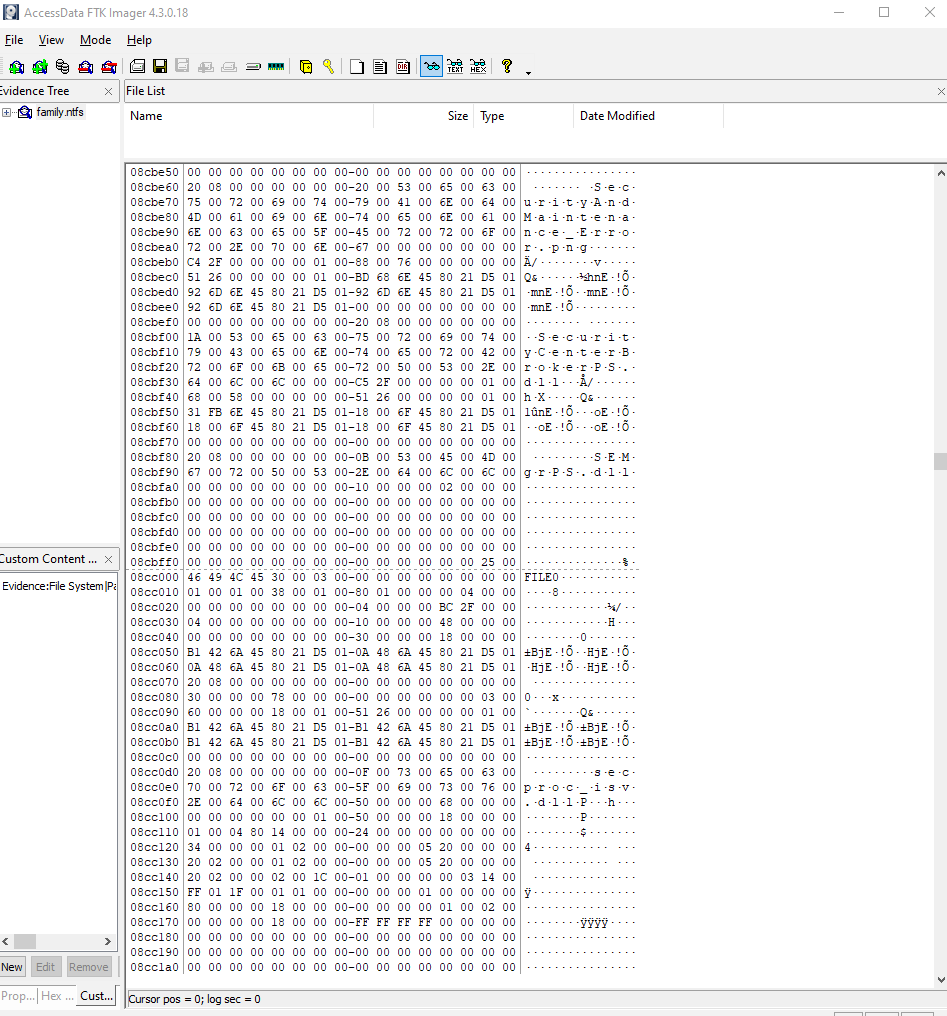 AccessData FTK Imager 4.3.0.18
File View Mode Help
Evidence Tree
File List
family.ntfs
Name Size Type Date Modified
08cbe50 00 00 00 00 00 00 00 00-00 00 00 00 00 00 00 00 ················
08cbe60 20 08 00 00 00 00 00 00-20 00 53 00 65 00 63 00  ······· ·S·e·c·
08cbe70 75 00 72 00 69 00 74 00-79 00 41 00 6E 00 64 00 u·r·i·t·y·A·n·d·
08cbe80 4D 00 61 00 69 00 6E 00-74 00 65 00 6E 00 61 00 M·a·i·n·t·e·n·a·
08cbe90 6E 00 63 00 65 00 5F 00-45 00 72 00 72 00 6F 00 n·c·e·_·E·r·r·o·
08cbea0 72 00 2E 00 70 00 6E 00-67 00 00 00 00 00 00 00 r·.·p·n·g·······
08cbeb0 C4 2F 00 00 00 00 01 00-88 00 76 00 00 00 00 00 Ä/········v·····
08cbec0 51 26 00 00 00 00 01 00-BD 68 6E 45 80 21 D5 01 Q&······½hnE·!Õ·
08cbed0 92 6D 6E 45 80 21 D5 01-92 6D 6E 45 80 21 D5 01 ·mnE·!Õ··mnE·!Õ·
08cbee0 92 6D 6E 45 80 21 D5 01-00 00 00 00 00 00 00 00 ·mnE·!Õ·········
08cbef0 00 00 00 00 00 00 00 00-20 08 00 00 00 00 00 00 ········ ·······
08cbf00 1A 00 53 00 65 00 63 00-75 00 72 00 69 00 74 00 ··S·e·c·u·r·i·t·
08cbf10 79 00 43 00 65 00 6E 00-74 00 65 00 72 00 42 00 y·C·e·n·t·e·r·B·
08cbf20 72 00 6F 00 6B 00 65 00-72 00 50 00 53 00 2E 00 r·o·k·e·r·P·S·.·
08cbf30 64 00 6C 00 6C 00 00 00-C5 2F 00 00 00 00 01 00 d·l·l···Å/······
08cbf40 68 00 58 00 00 00 00 00-51 26 00 00 00 00 01 00 h·X·····Q&······
08cbf50 31 FB 6E 45 80 21 D5 01-18 00 6F 45 80 21 D5 01 1ûnE·!Õ···oE·!Õ·
08cbf60 18 00 6F 45 80 21 D5 01-18 00 6F 45 80 21 D5 01 ··oE·!Õ···oE·!Õ·
08cbf70 00 00 00 00 00 00 00 00-00 00 00 00 00 00 00 00 ················
08cbf80 20 08 00 00 00 00 00 00-0B 00 53 00 45 00 4D 00  ·········S·E·M·
08cbf90 67 00 72 00 50 00 53 00-2E 00 64 00 6C 00 6C 00 g·r·P·S·.·d·l·l·
08cbfa0 00 00 00 00 00 00 00 00-10 00 00 00 02 00 00 00 ················
08cbfb0 00 00 00 00 00 00 00 00-00 00 00 00 00 00 00 00 ················
08cbfc0 00 00 00 00 00 00 00 00-00 00 00 00 00 00 00 00 ················
08cbfd0 00 00 00 00 00 00 00 00-00 00 00 00 00 00 00 00 ················
08cbfe0 00 00 00 00 00 00 00 00-00 00 00 00 00 00 00 00 ················
08cbff0 00 00 00 00 00 00 00 00-00 00 00 00 00 00 25 00 ··············%·
08cc000 46 49 4C 45 30 00 03 00-00 00 00 00 00 00 00 00 FILE0···········
08cc010 01 00 01 00 38 00 01 00-80 01 00 00 00 04 00 00 ····8···········
08cc020 00 00 00 00 00 00 00 00-04 00 00 00 BC 2F 00 00 ············¼/··
08cc030 04 00 00 00 00 00 00 00-10 00 00 00 48 00 00 00 ············H···
08cc040 00 00 00 00 00 00 00 00-30 00 00 00 18 00 00 00 ········0·······
08cc050 B1 42 6A 45 80 21 D5 01-0A 48 6A 45 80 21 D5 01 ±BjE·!Õ··HjE·!Õ·
08cc060 0A 48 6A 45 80 21 D5 01-0A 48 6A 45 80 21 D5 01 ·HjE·!Õ··HjE·!Õ·
08cc070 20 08 00 00 00 00 00 00-00 00 00 00 00 00 00 00  ···············
08cc080 30 00 00 00 78 00 00 00-00 00 00 00 00 00 03 00 0···x···········
08cc090 60 00 00 00 18 00 01 00-51 26 00 00 00 00 01 00 `·······Q&······
08cc0a0 B1 42 6A 45 80 21 D5 01-B1 42 6A 45 80 21 D5 01 ±BjE·!Õ·±BjE·!Õ·
08cc0b0 B1 42 6A 45 80 21 D5 01-B1 42 6A 45 80 21 D5 01 ±BjE·!Õ·±BjE·!Õ·
08cc0c0 00 00 00 00 00 00 00 00-00 00 00 00 00 00 00 00 ················
08cc0d0 20 08 00 00 00 00 00 00-0F 00 73 00 65 00 63 00  ·········s·e·c·
08cc0e0 70 00 72 00 6F 00 63 00-5F 00 69 00 73 00 76 00 p·r·o·c·_·i·s·v·
08cc0f0 2E 00 64 00 6C 00 6C 00-50 00 00 00 68 00 00 00 .·d·l·l·P···h···
08cc100 00 00 00 00 00 00 01 00-50 00 00 00 18 00 00 00 ········P·······
08cc110 01 00 04 80 14 00 00 00-24 00 00 00 00 00 00 00 ········$·······
08cc120 34 00 00 00 01 02 00 00-00 00 00 05 20 00 00 00 4··········· ···
08cc130 20 02 00 00 01 02 00 00-00 00 00 05 20 00 00 00  ··········· ···
08cc140 20 02 00 00 02 00 1C 00-01 00 00 00 00 03 14 00  ···············
08cc150 FF 01 1F 00 01 01 00 00-00 00 00 01 00 00 00 00 ÿ···············
08cc160 80 00 00 00 18 00 00 00-00 00 00 00 00 01 00 02 00 ················
08cc170 00 00 00 00 18 00 00 00-FF FF FF FF 00 00 00 00 ········ÿÿÿÿ····
08cc180 00 00 00 00 00 00 00 00-00 00 00 00 00 00 00 00 ················
08cc190 00 00 00 00 00 00 00 00-00 00 00 00 00 00 00 00 ················
08cc1a0 00 00 00 00 00 00 00 00-00 00 00 00 00 00 00 00 ················
Custom Content ...
Evidence:File System|Pa
New Edit Remove
Prop... Hex ... Cust...
Cursor pos = 0; log sec = 0